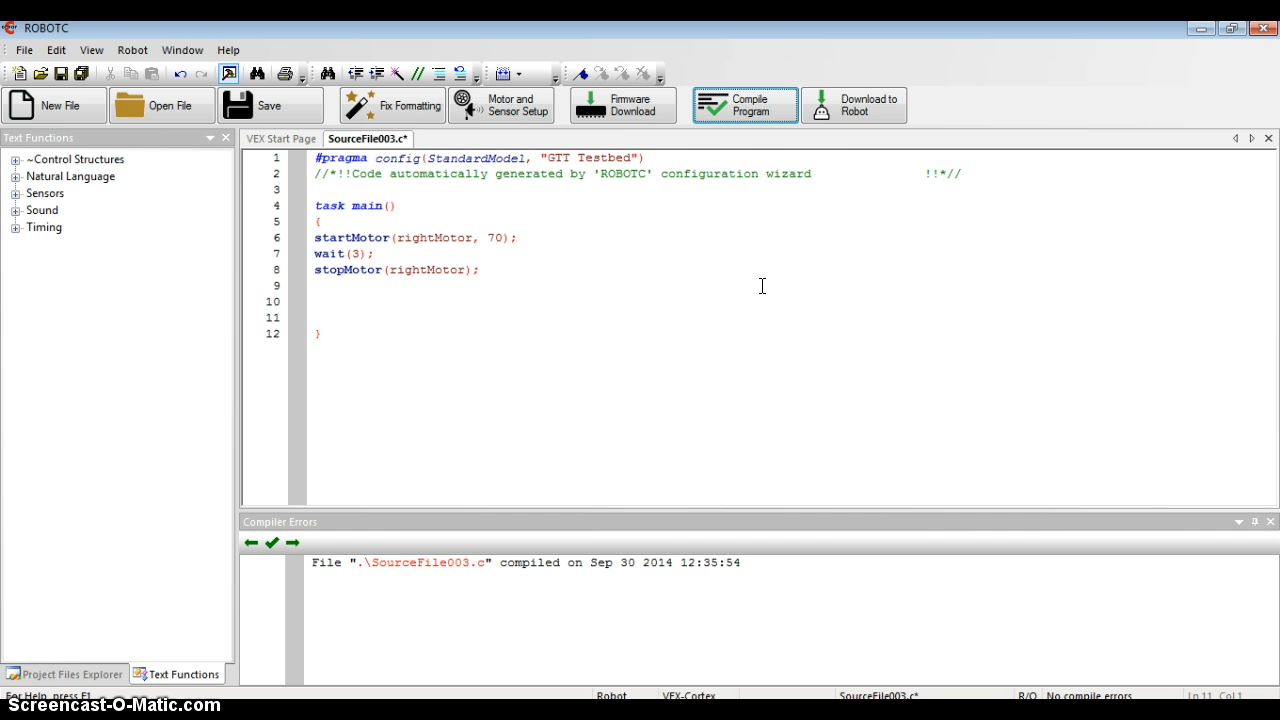 ROBOTC
File Edit View Robot Window Help
New File Open File Save Fix Formatting Motor and Sensor Setup Firmware Download Compile Program Download to Robot
Text Functions
VEX Start Page SourceFile003.c*
~Control Structures
Natural Language
Sensors
Sound
Timing
1 #pragma config(StandardModel, "GTT Testbed")
2 //*!!Code automatically generated by 'ROBOTC' configuration wizard !!*//
3
4 task main()
5 {
6 startMotor(rightMotor, 70);
7 wait(3);
8 stopMotor(rightMotor);
9
10
11
12 }
Compiler Errors
File ".\SourceFile003.c" compiled on Sep 30 2014 12:35:54
Project Files Explorer Text Functions
For Help, press F1 Robot VEX-Cortex SourceFile003.c* R/O No compile errors Ln 11, Col 1
Screencast-O-Matic.com